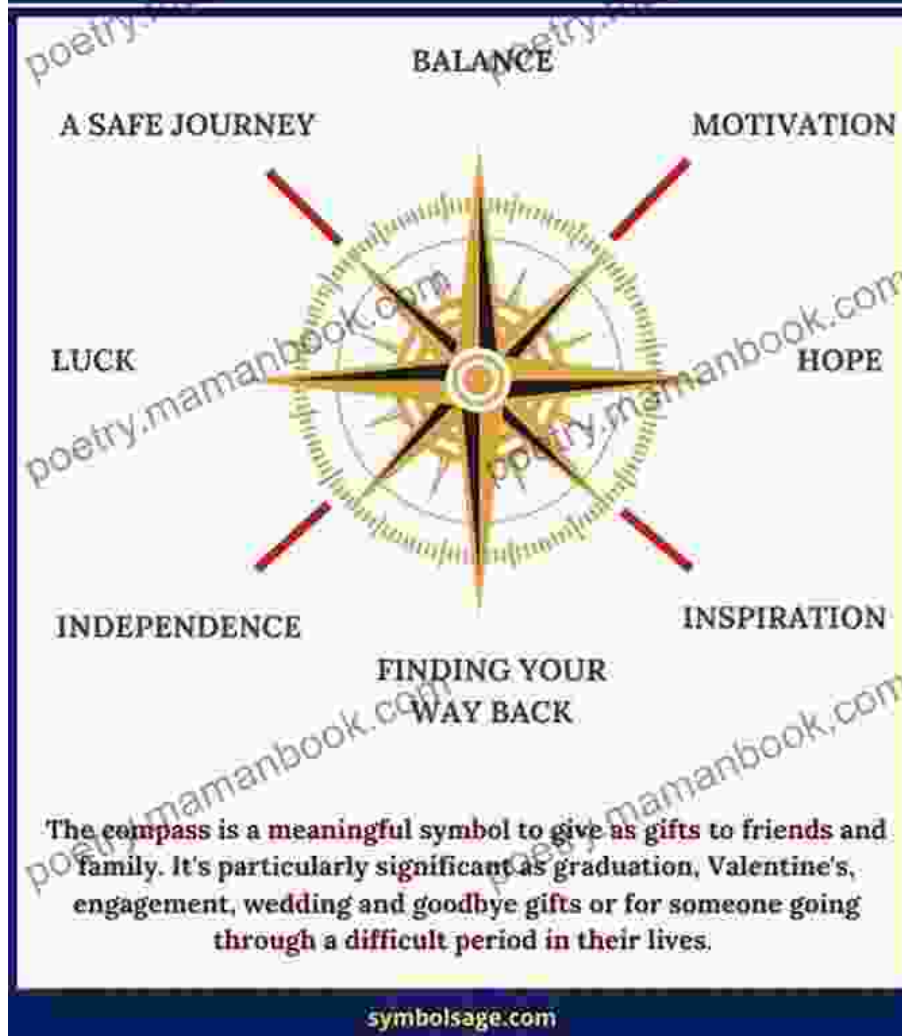 poetry.mamanbook.com
poetry.mamanbook.com
BALANCE
A SAFE JOURNEY
MOTIVATION
LUCK
HOPE
poetry.mamanbook.com
poetry.mamanbook.com
INDEPENDENCE
INSPIRATION
FINDING YOUR
WAY BACK
poetry.mamanbook.com
poetry.mamanbook.com
The compass is a meaningful symbol to give as gifts to friends and
family. It's particularly significant as graduation, Valentine's,
engagement, wedding and goodbye gifts or for someone going
through a difficult period in their lives.
symbolsage.com